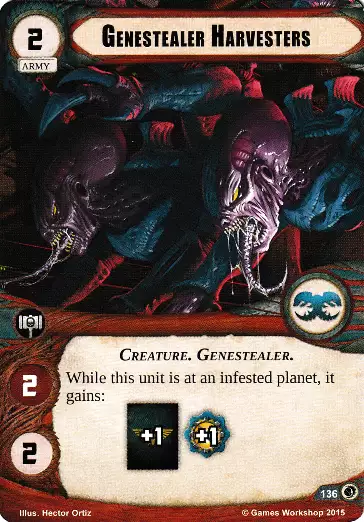 2
ARMY
GENESTEALER HARVESTERS
CREATURE. GENESTEALER.
2
While this unit is at an infested planet, it
gains:
+1 +1
2
136
Illus. Hector Ortiz © Games Workshop 2015